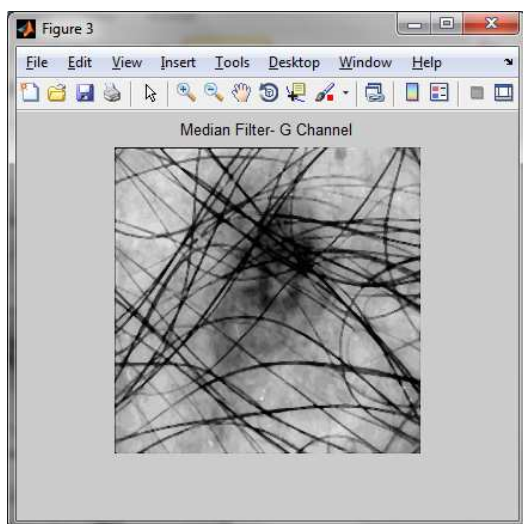 Figure 3
File Edit View Insert Tools Desktop Window Help
Median Filter- G Channel